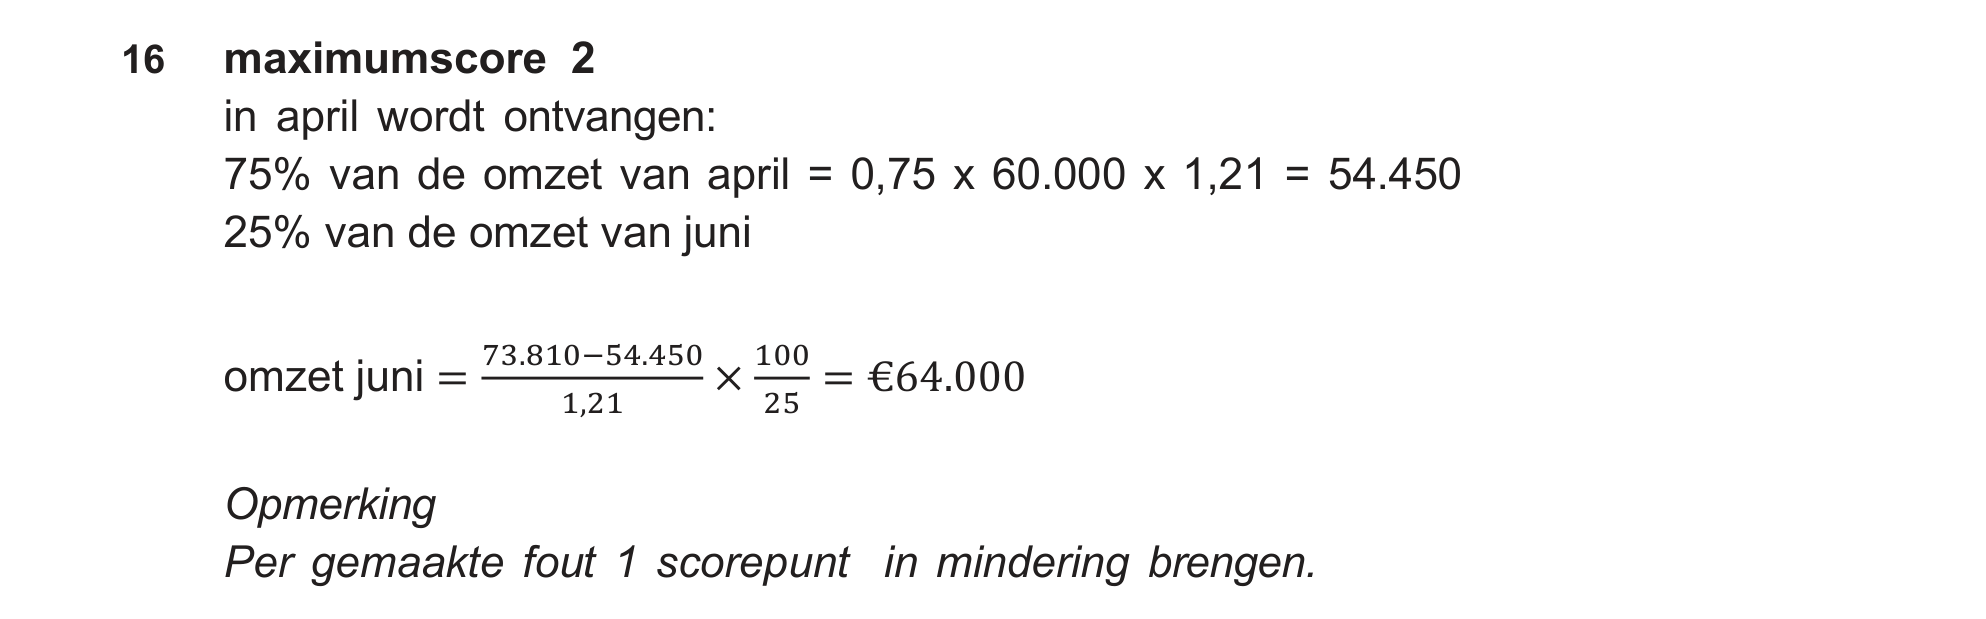 16 maximumscore 2
in april wordt ontvangen:
75% van de omzet van april = 0,75 x 60.000 x 1,21 = 54.450
25% van de omzet van juni
omzet juni = \frac{73.810−54.450}{1,21} × \frac{100}{25} = €64.000
Opmerking
Per gemaakte fout 1 scorepunt in mindering brengen.